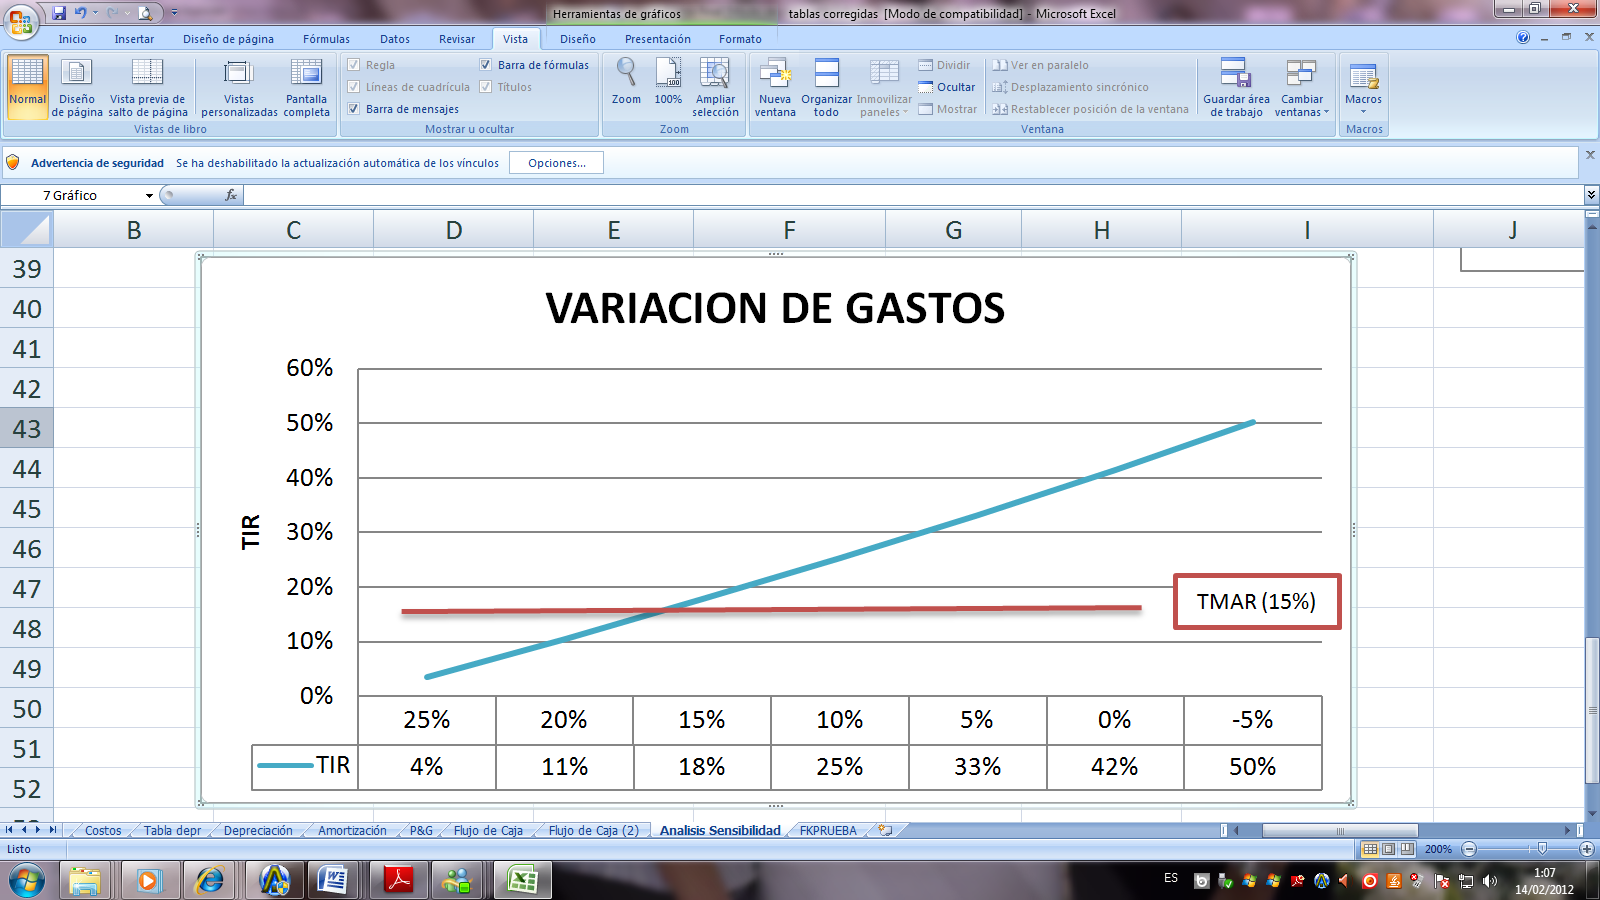 Herramientas de gráficos
tablas corregidas [Modo de compatibilidad] - Microsoft Excel
Inicio Insertar Diseño de página Fórmulas Datos Revisar Vista Diseño Presentación Formato
Normal
Diseño de página
Vista previa de salto de página
Vistas personalizadas
Pantalla completa
Vistas de libro
Regla
Líneas de cuadrícula
Barra de mensajes
Barra de fórmulas
Títulos
Mostrar u ocultar
Zoom
100%
Ampliar selección
Zoom
Nueva ventana
Organizar todo
Inmovilizar paneles
Dividir
Ocultar
Mostrar
Ver en paralelo
Desplazamiento sincrónico
Restablecer posición de la ventana
Guardar área de trabajo
Cambiar ventanas
Ventana
Macros
Macros
Advertencia de seguridad Se ha deshabilitado la actualización automática de los vínculos Opciones...
7 Gráfico fx
B C D E F G H I J
39
40
41
42
43
44
45
46
47
48
49
50
51
52
VARIACION DE GASTOS
60%
50%
40%
30%
20%
10%
0%
TIR
TMAR (15%)
25% 20% 15% 10% 5% 0% -5%
TIR 4% 11% 18% 25% 33% 42% 50%
Costos Tabla depr Depreciación Amortización P&G Flujo de Caja Flujo de Caja (2) Analisis Sensibilidad FKPRUEBA
Listo 200%
ES 1:07
14/02/2012